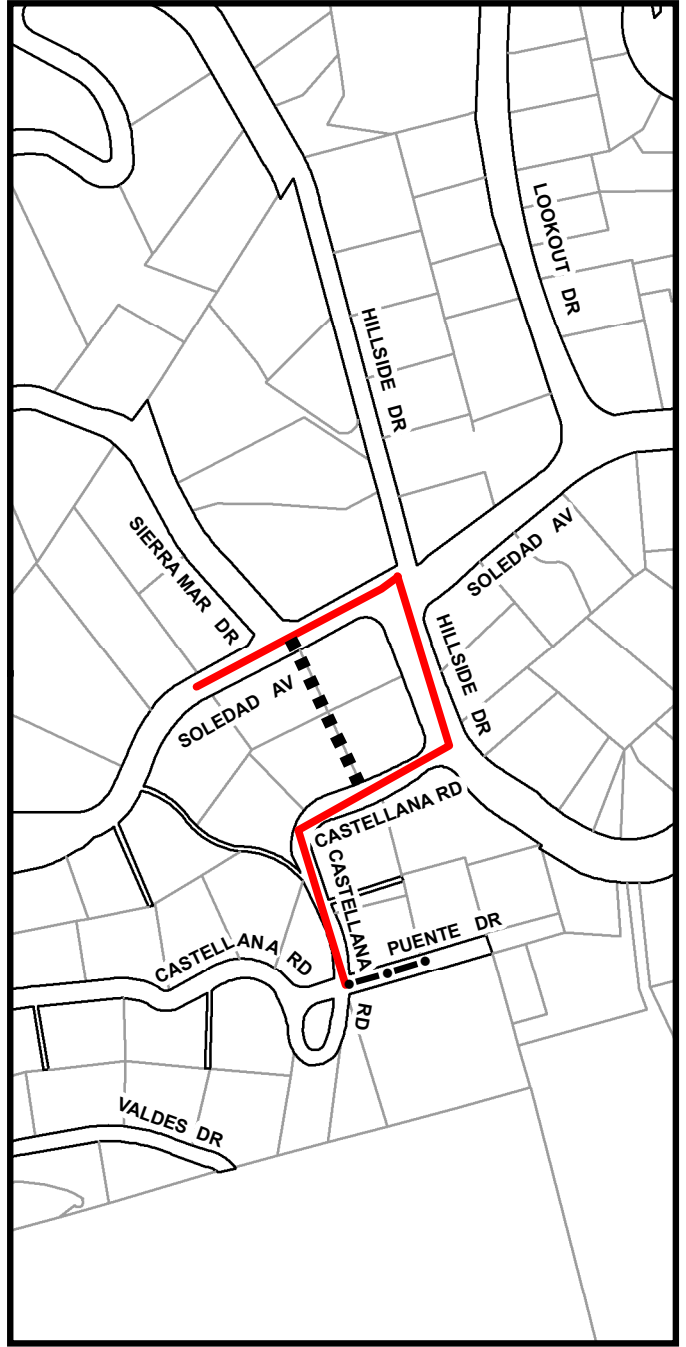 LOOKOUT DR
HILLSIDE DR
SIERRA MAR DR
SOLEDAD AV
HILLSIDE DR
SOLEDAD AV
CASTELLANA RD
CASTELLANA RD
PUENTE DR
CASTELLANA RD
VALDES DR